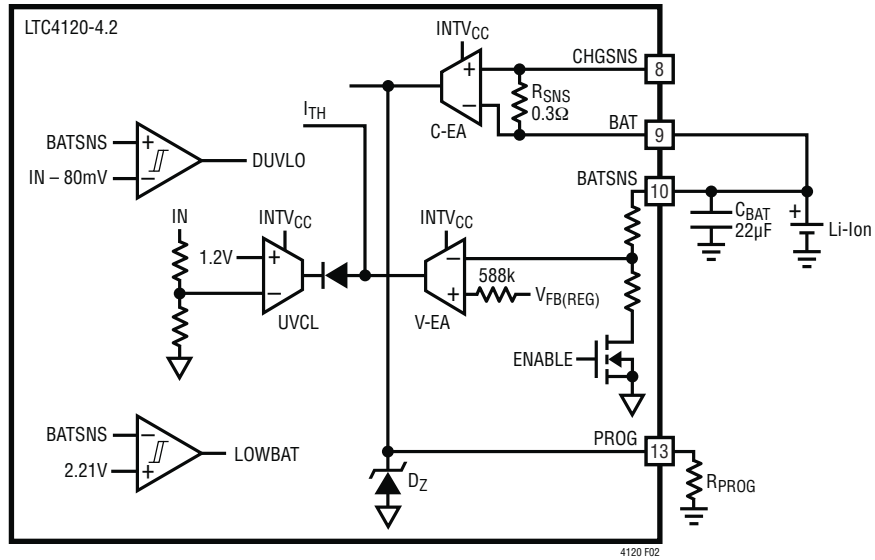 LTC4120-4.2
INTVCC
CHGSNS
8
+
−
RSNS
0.3Ω
C-EA
ITH
BAT
9
BATSNS
+
IN – 80mV
−
DUVLO
BATSNS
10
CBAT
22µF
+
Li-Ion
IN
INTVCC
1.2V
+
−
UVCL
INTVCC
−
+
588k
VFB(REG)
V-EA
ENABLE
BATSNS
−
2.21V
+
LOWBAT
PROG
13
DZ
RPROG
4120 F02